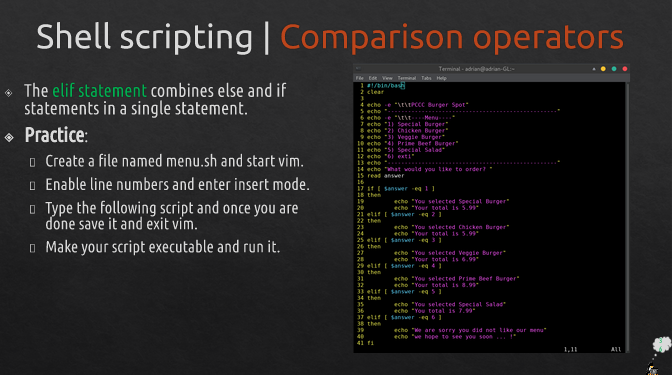 Shell scripting | Comparison operators
The elif statement combines else and if
statements in a single statement.
Practice:
Create a file named menu.sh and start vim.
Enable line numbers and enter insert mode.
Type the following script and once you are
done save it and exit vim.
Make your script executable and run it.
Terminal - adrian@adrian-GL:~
File Edit View Terminal Tabs Help
1 #!/bin/bash
2 clear
3
4 echo -e "\t\tPCCC Burger Spot"
5 echo "-----------------------------------------------"
6 echo -e "\t\t----Menu----"
7 echo "1) Special Burger"
8 echo "2) Chicken Burger"
9 echo "3) Veggie Burger"
10 echo "4) Prime Beef Burger"
11 echo "5) Special Salad"
12 echo "6) exti"
13 echo "-----------------------------------------------"
14 echo "What would you like to order? "
15 read answer
16
17 if [ $answer -eq 1 ]
18 then
19 echo "You selected Special Burger"
20 echo "Your total is 5.99"
21 elif [ $answer -eq 2 ]
22 then
23 echo "You selected Chicken Burger"
24 echo "Your total is 5.99"
25 elif [ $answer -eq 3 ]
26 then
27 echo "You selected Veggie Burger"
28 echo "Your total is 6.99"
29 elif [ $answer -eq 4 ]
30 then
31 echo "You selected Prime Beef Burger"
32 echo "Your total is 8.99"
33 elif [ $answer -eq 5 ]
34 then
35 echo "You selected Special Salad"
36 echo "You total is 7.99"
37 elif [ $answer -eq 6 ]
38 then
39 echo "We are sorry you did not like our menu"
40 echo "we hope to see you soon ... !"
41 fi
1,11 All